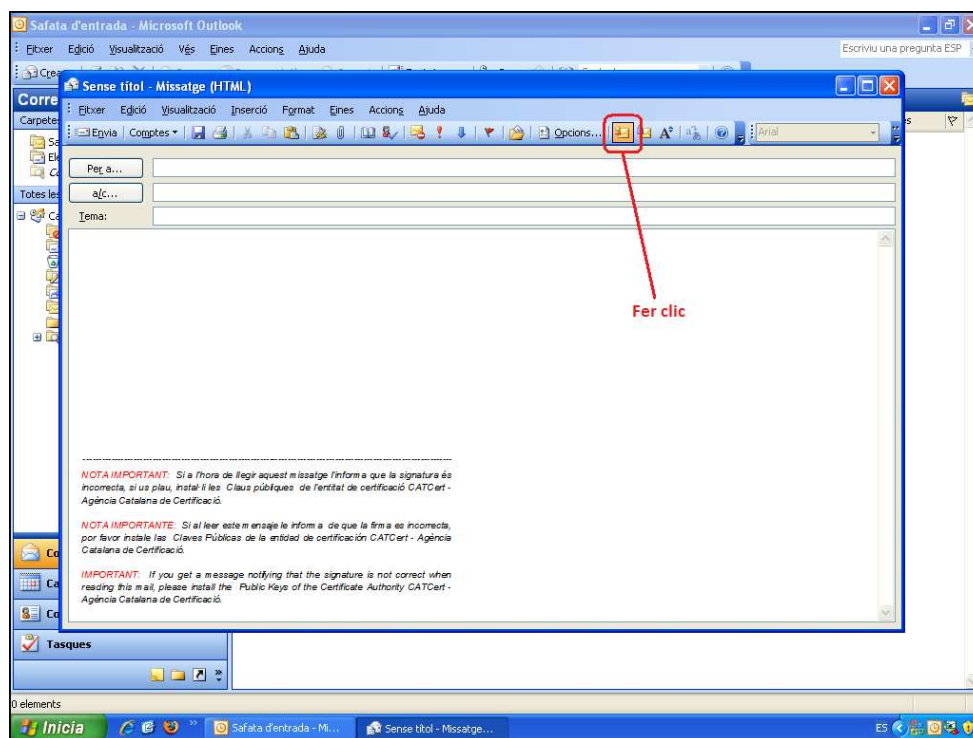 Safata d'entrada - Microsoft Outlook
Fitxer Edició Visualització Vés Eines Accions Ajuda
Escriviu una pregunta ESP
Crea
Sense títol - Missatge (HTML)
Corre
Fitxer Edició Visualització Inserció Format Eines Accions Ajuda
Carpete
Envia Comptes Opcions... Arial
Per a...
a/c...
Totes les
Tema:
Fer clic
NOTA IMPORTANT: Si a l'hora de llegir aquest missatge l'informa que la signatura és
incorrecta, si us plau, instal·li les Claus públiques de l'entitat de certificació CATCert -
Agència Catalana de Certificació.
NOTA IMPORTANTE: Si al leer este mensaje le informa de que la firma es incorrecta,
por favor instale las Claves Públicas de la entidad de certificación CATCert - Agència
Catalana de Certificació.
IMPORTANT: If you get a message notifying that the signature is not correct when
reading this mail, please install the Public Keys of the Certificate Authority CATCert -
Agència Catalana de Certificació.
Co
Ca
Co
Tasques
0 elements
Inicia Safata d'entrada - Mi... Sense títol - Missatge... ES